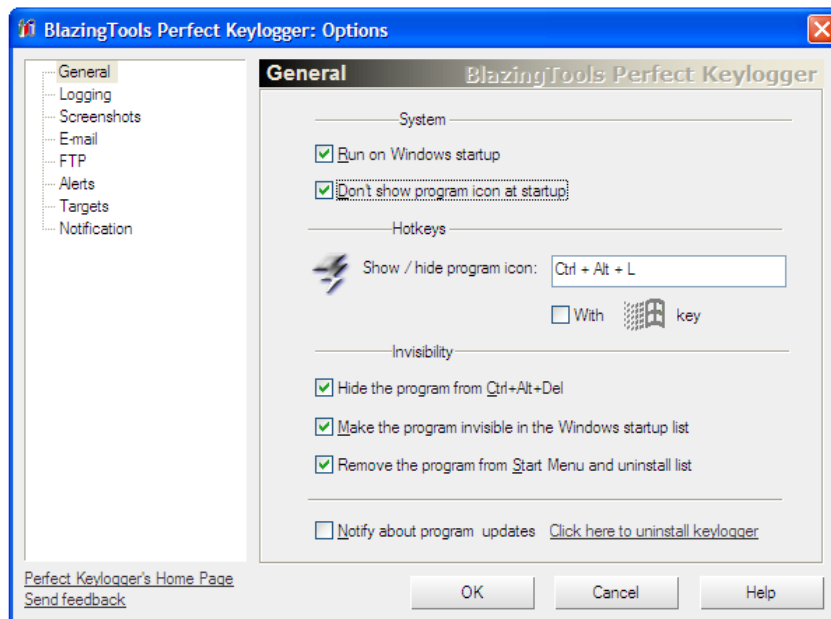 BlazingTools Perfect Keylogger: Options
General
Logging
Screenshots
E-mail
FTP
Alerts
Targets
Notification
General
BlazingTools Perfect Keylogger
System
Run on Windows startup
Don't show program icon at startup
Hotkeys
Show / hide program icon:
Ctrl + Alt + L
With key
Invisibility
Hide the program from Ctrl+Alt+Del
Make the program invisible in the Windows startup list
Remove the program from Start Menu and uninstall list
Notify about program updates Click here to uninstall keylogger
Perfect Keylogger's Home Page
Send feedback
OK Cancel Help